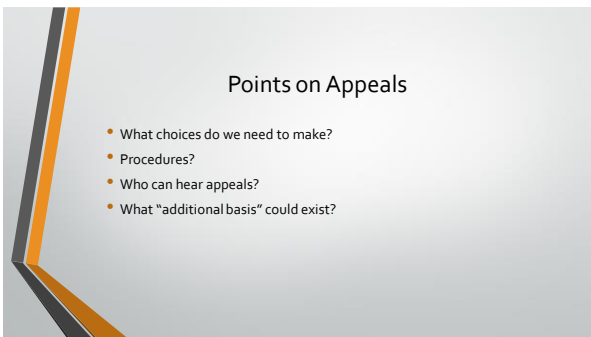 Points on Appeals
• What choices do we need to make?
• Procedures?
• Who can hear appeals?
• What “additional basis” could exist?